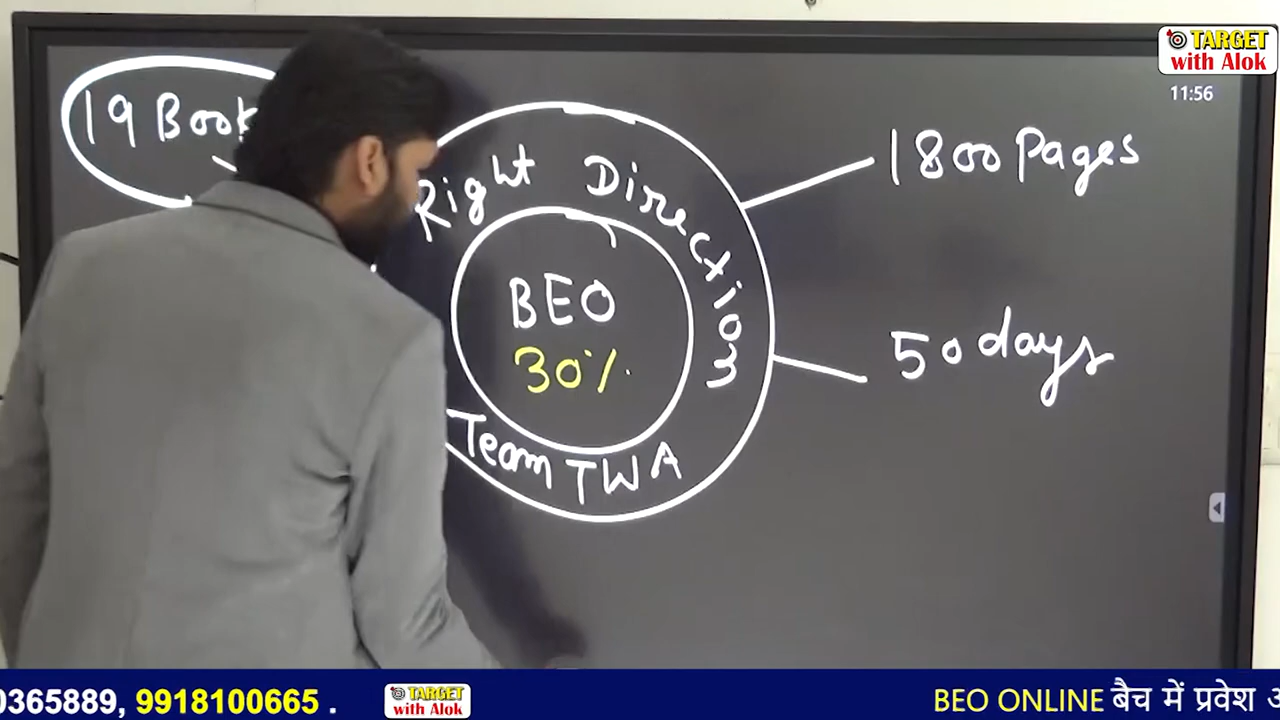 TARGET
with Alok
11:56
19 Book
1800 Pages
Right Direction
BEO
30%
50 days
Team TWA
0365889, 9918100665 .
TARGET
with Alok
BEO ONLINE बैच में प्रवेश